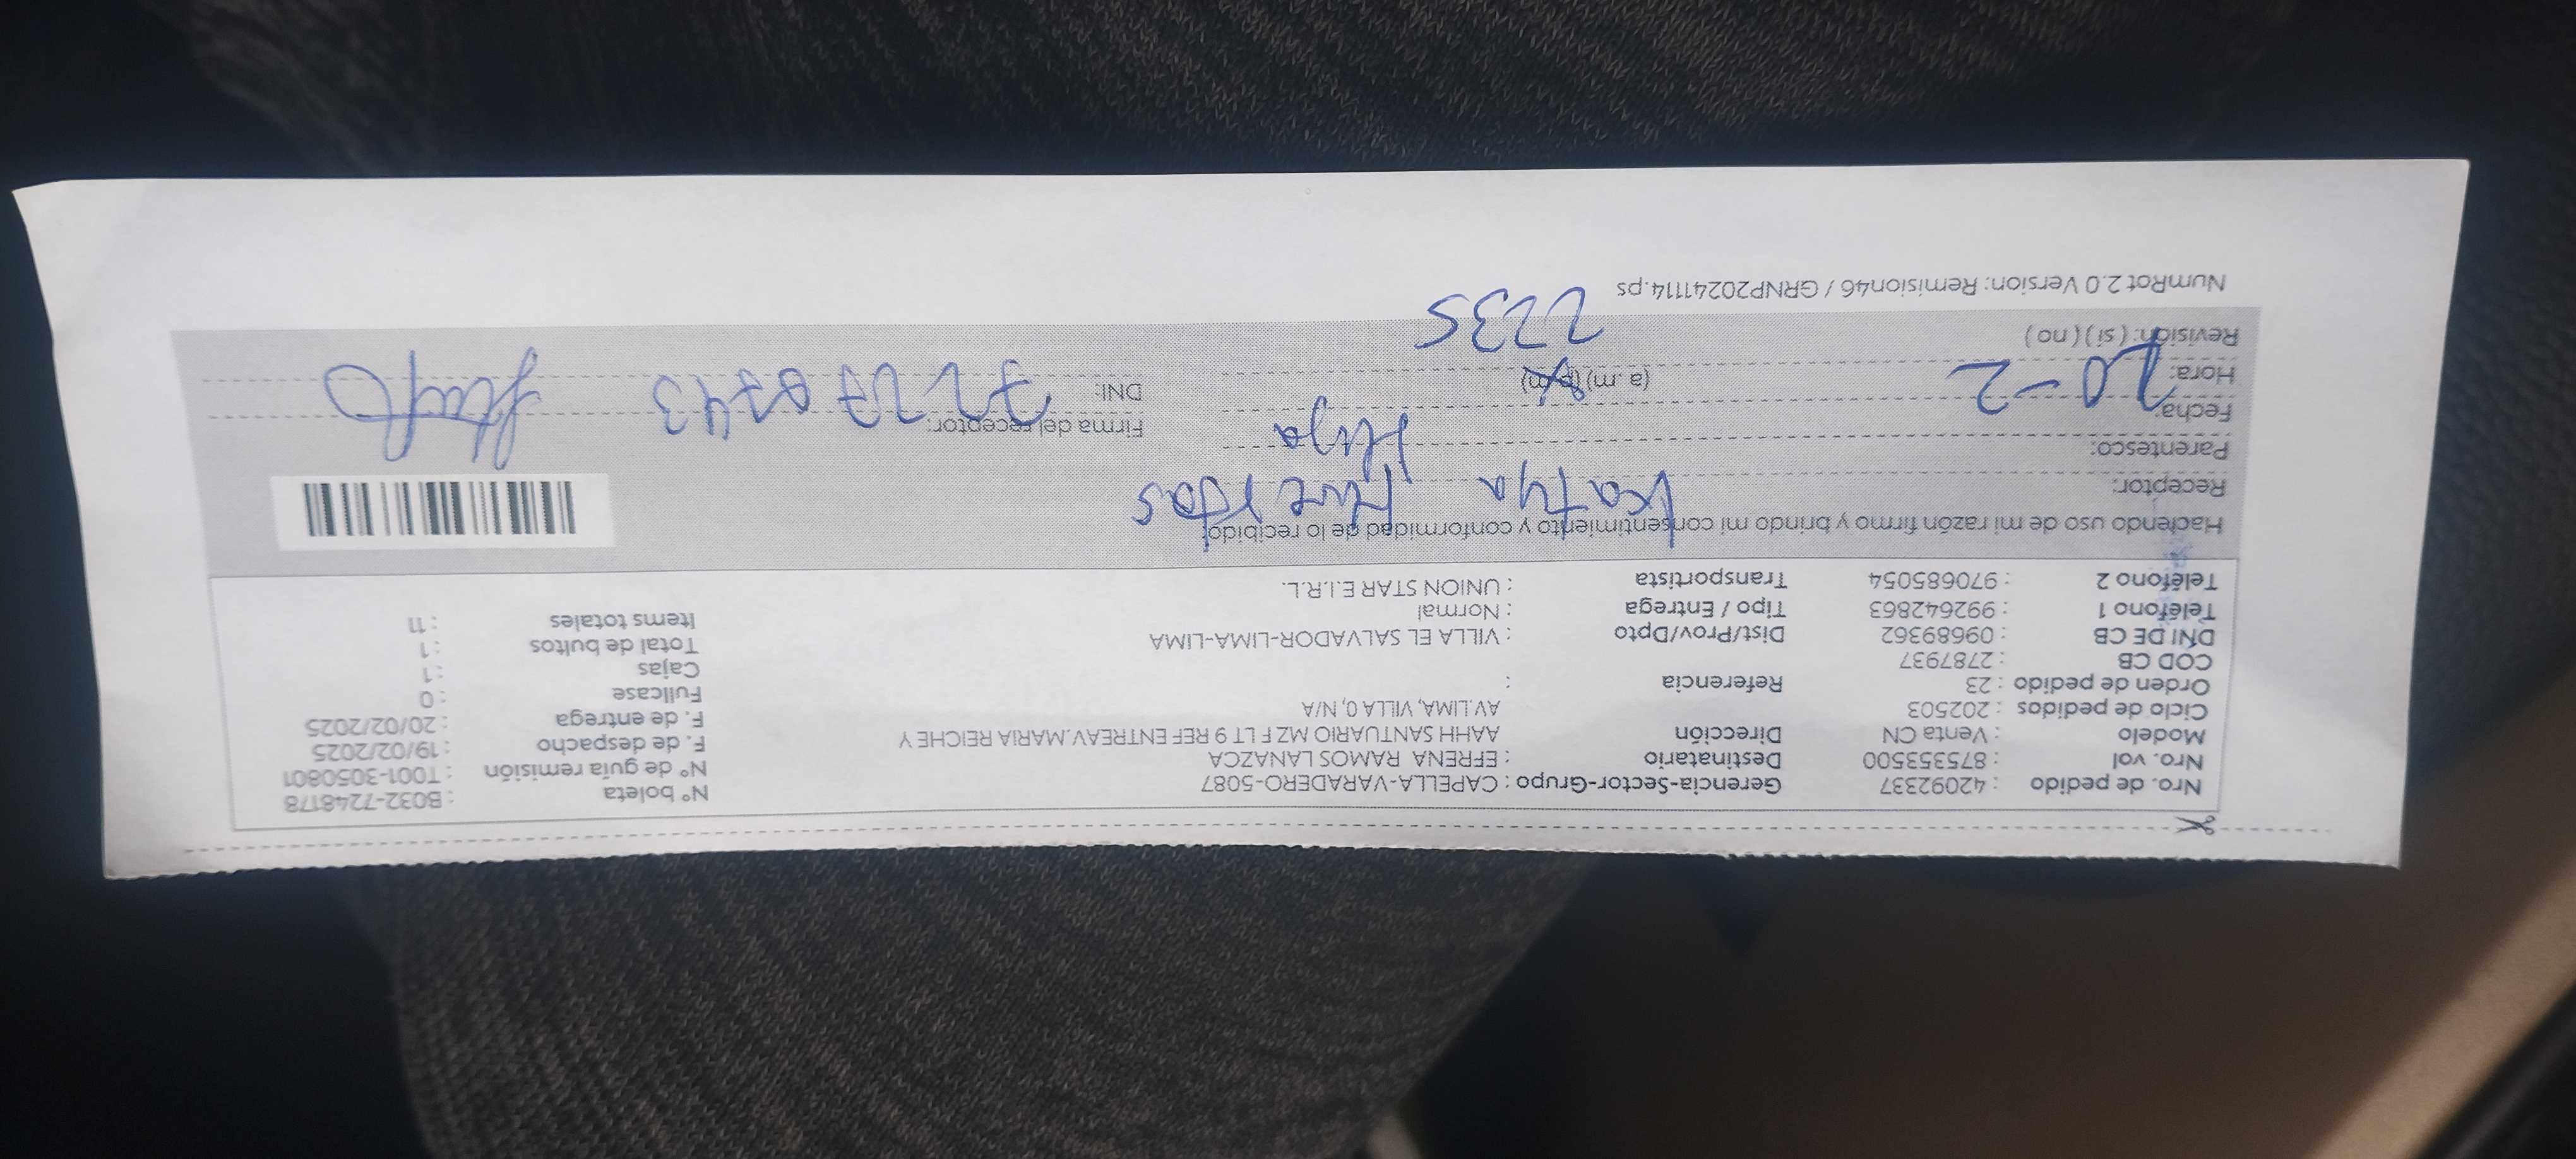 Nro. de pedido : 42092337 Gerencia-Sector-Grupo : CAPELLA-VARADERO-5087 N° boleta : B032-7248178
Nro. vol : 875353500 Destinatario : EFRENA RAMOS LANAZCA N° de guía remisión : T001-3050801
Modelo : Venta CN Dirección AAHH SANTUARIO MZ F LT 9 REF ENTREAV.MARIA REICHE Y F. de despacho : 19/02/2025
Ciclo de pedidos : 202503 AV.LIMA, VILLA 0, N/A F. de entrega : 20/02/2025
Orden de pedido : 23 Referencia : Fullcase : 0
COD CB : 2787937 Cajas : 1
DNI DE CB : 09689362 Dist/Prov/Dpto : VILLA EL SALVADOR-LIMA-LIMA Total de bultos : 1
Teléfono 1 : 992642863 Tipo / Entrega : Normal Items totales : 11
Teléfono 2 : 970685054 Transportista : UNION STAR E.I.R.L.
Haciendo uso de mi razón firmo y brindo mi consentimiento y conformidad de lo recibido:
Receptor: Katya
Parentesco: Hija
Fecha: 20-2 Firma del receptor:
Hora: (a .m) (p.m) DNI:
Revisión: ( si ) ( no ) 2235
NumRot 2.0 Version: Remision46 / GRNP20241114.ps